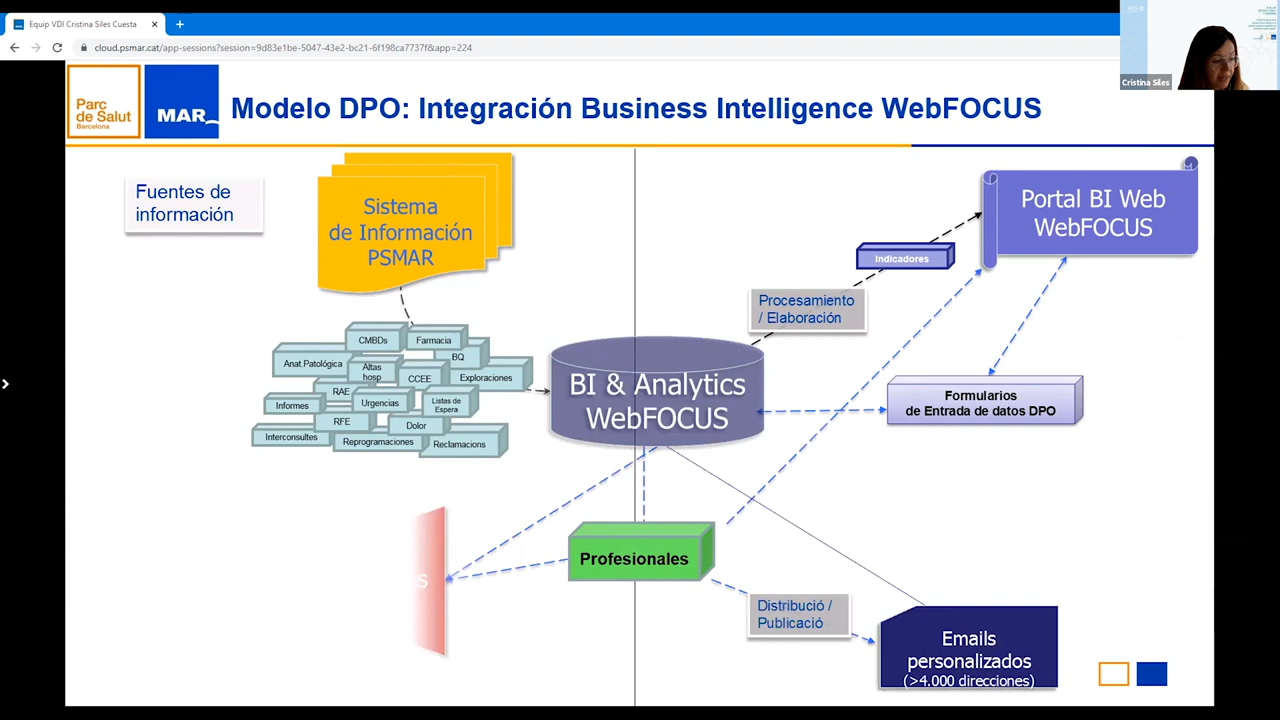 Equip VDI Cristina Siles Cuesta
cloud.psmar.cat/app-sessions?session=9d83e1be-5047-43e2-bc21-6f198ca7737f&app=224
Cristina Siles
Parc
de Salut
Barcelona
MAR
Modelo DPO: Integración Business Intelligence WebFOCUS
Fuentes de
información
Sistema
de Información
PSMAR
Portal BI Web
WebFOCUS
Indicadores
Procesamiento
/ Elaboración
CMBDs
Farmacia
BQ
Anat.Patológica
Altas
hosp
CCEE
Exploraciones
RAE
Informes
Urgencias
Listas de
Espera
RFE
Dolor
Interconsultes
Reprogramaciones
Reclamacions
BI & Analytics
WebFOCUS
Formularios
de Entrada de datos DPO
Profesionales
S
Distribució /
Publicació
Emails
personalizados
(>4.000 direcciones)